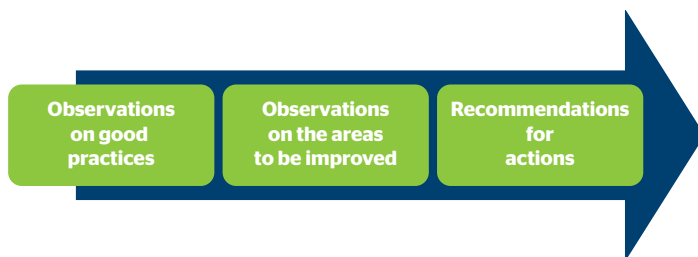 Observations
on good
practices
Observations
on the areas
to be improved
Recommendations
for
actions